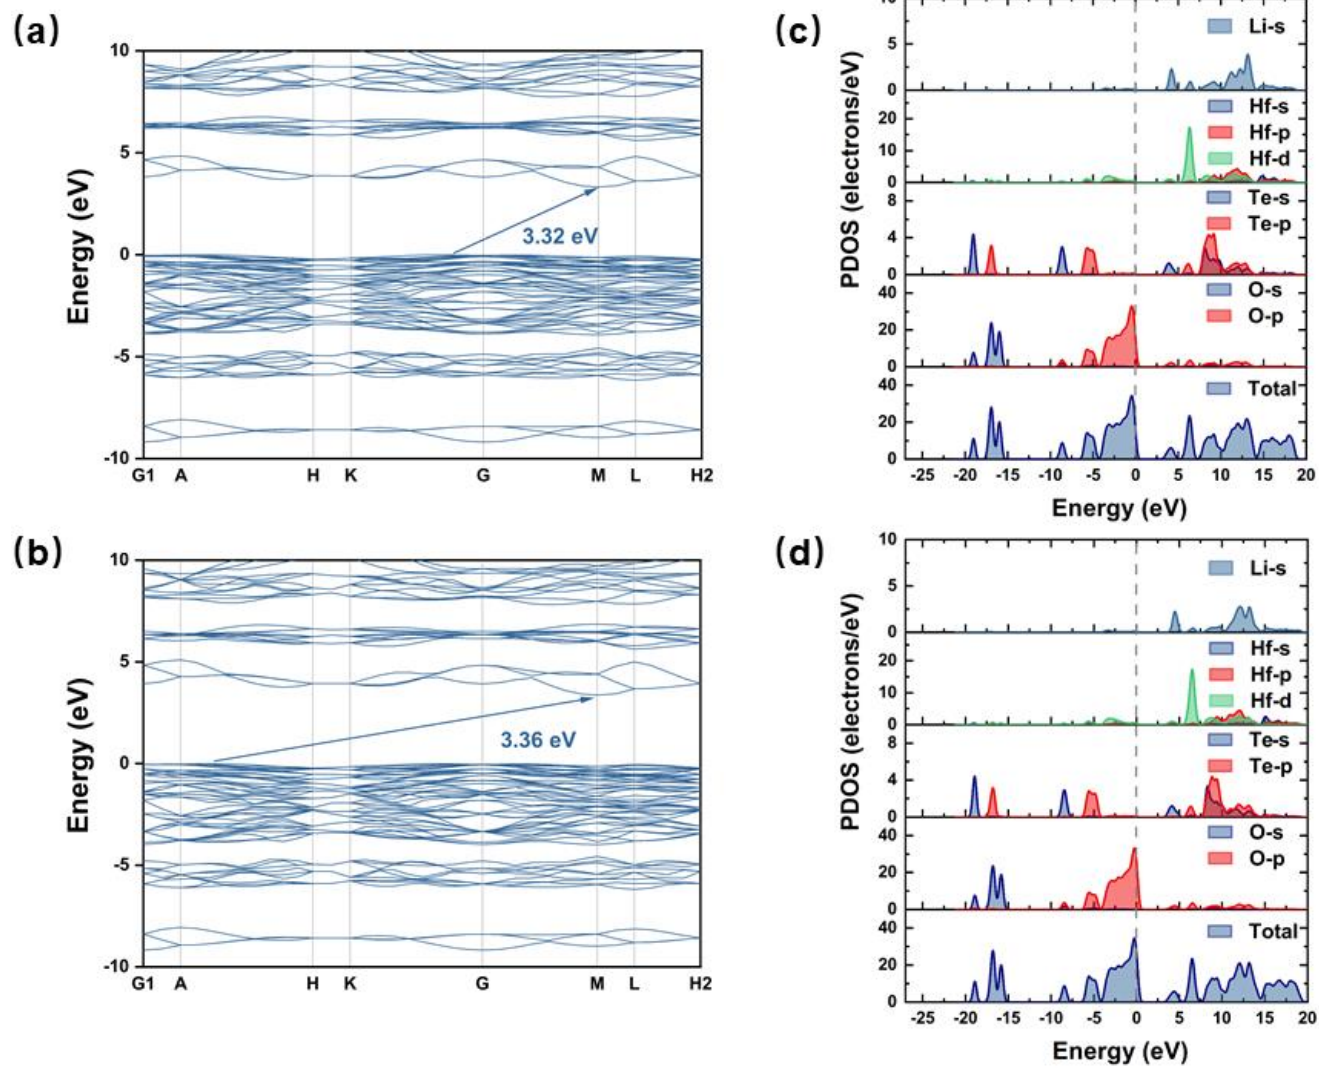 (a)
10
5
0
-5
-10
Energy (eV)
3.32 eV
G1 A H K G M L H2
(c)
PDOS (electrons/eV)
10
5
0
Li-s
20
10
0
Hf-s
Hf-p
Hf-d
8
4
0
Te-s
Te-p
40
20
0
O-s
O-p
40
20
0
Total
-25 -20 -15 -10 -5 0 5 10 15 20
Energy (eV)
(b)
10
5
0
-5
-10
Energy (eV)
3.36 eV
G1 A H K G M L H2
(d)
PDOS (electrons/eV)
10
5
0
Li-s
20
10
0
Hf-s
Hf-p
Hf-d
8
4
0
Te-s
Te-p
40
20
0
O-s
O-p
40
20
0
Total
-25 -20 -15 -10 -5 0 5 10 15 20
Energy (eV)